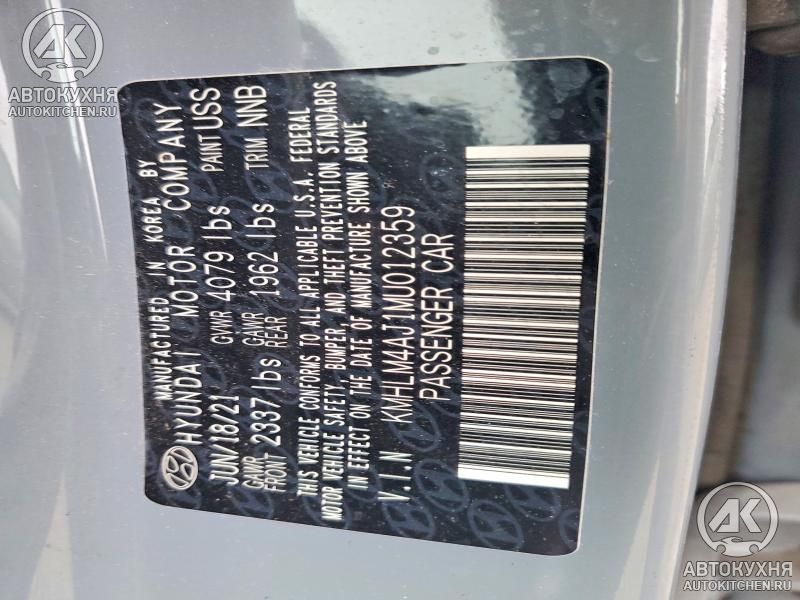 AK
АВТОКУХНЯ
AUTOKITCHEN.RU
MANUFACTURED IN KOREA BY
HYUNDAI MOTOR COMPANY
JUN/18/21 GVWR 4079 lbs PAINT USS
GAWR FRONT 2337 lbs GAWR REAR 1962 lbs TRIM NNB
THIS VEHICLE CONFORMS TO ALL APPLICABLE U.S.A. FEDERAL
MOTOR VEHICLE SAFETY, BUMPER, AND THEFT PREVENTION STANDARDS
IN EFFECT ON THE DATE OF MANUFACTURE SHOWN ABOVE
V.I.N KMHLM4AJ1MU012359
PASSENGER CAR
AK
АВТОКУХНЯ
AUTOKITCHEN.RU